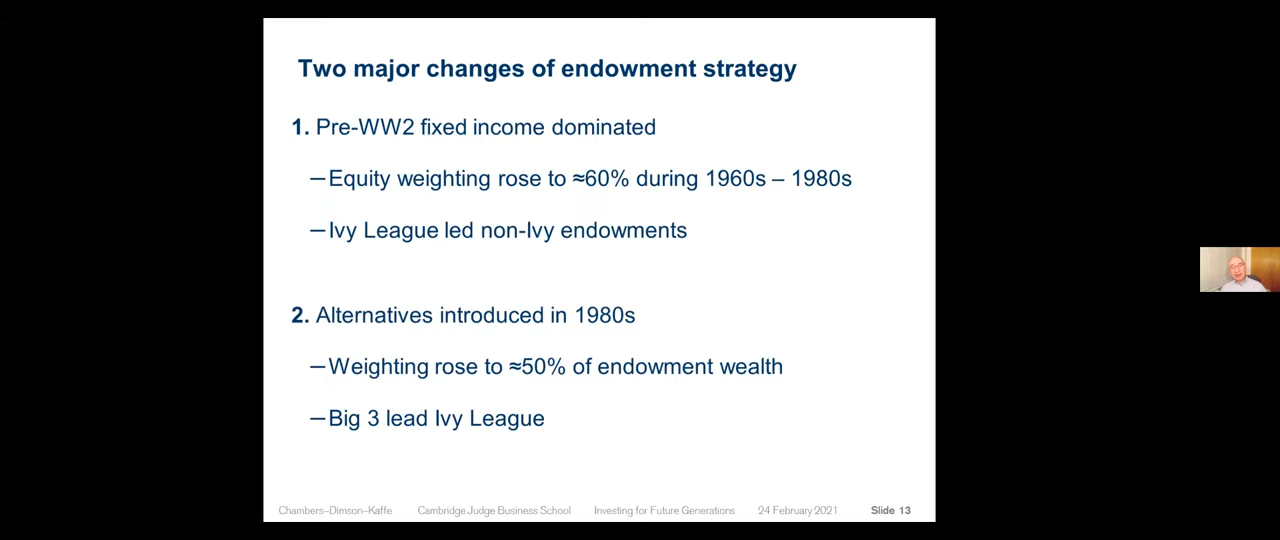 Two major changes of endowment strategy
1. Pre-WW2 fixed income dominated
—Equity weighting rose to ≈60% during 1960s – 1980s
—Ivy League led non-Ivy endowments
2. Alternatives introduced in 1980s
—Weighting rose to ≈50% of endowment wealth
—Big 3 lead Ivy League
Chambers–Dimson–Kaffe Cambridge Judge Business School Investing for Future Generations 24 February 2021 Slide 13